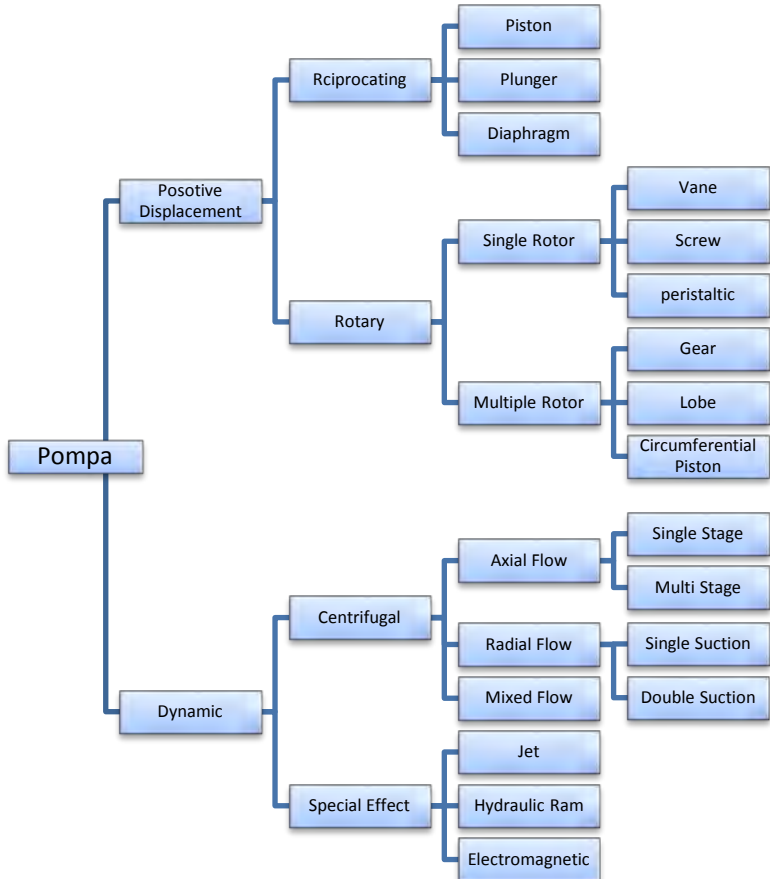 Pompa
Posotive
Displacement
Rciprocating
Piston
Plunger
Diaphragm
Rotary
Single Rotor
Vane
Screw
peristaltic
Multiple Rotor
Gear
Lobe
Circumferential
Piston
Dynamic
Centrifugal
Axial Flow
Single Stage
Multi Stage
Radial Flow
Single Suction
Double Suction
Mixed Flow
Special Effect
Jet
Hydraulic Ram
Electromagnetic